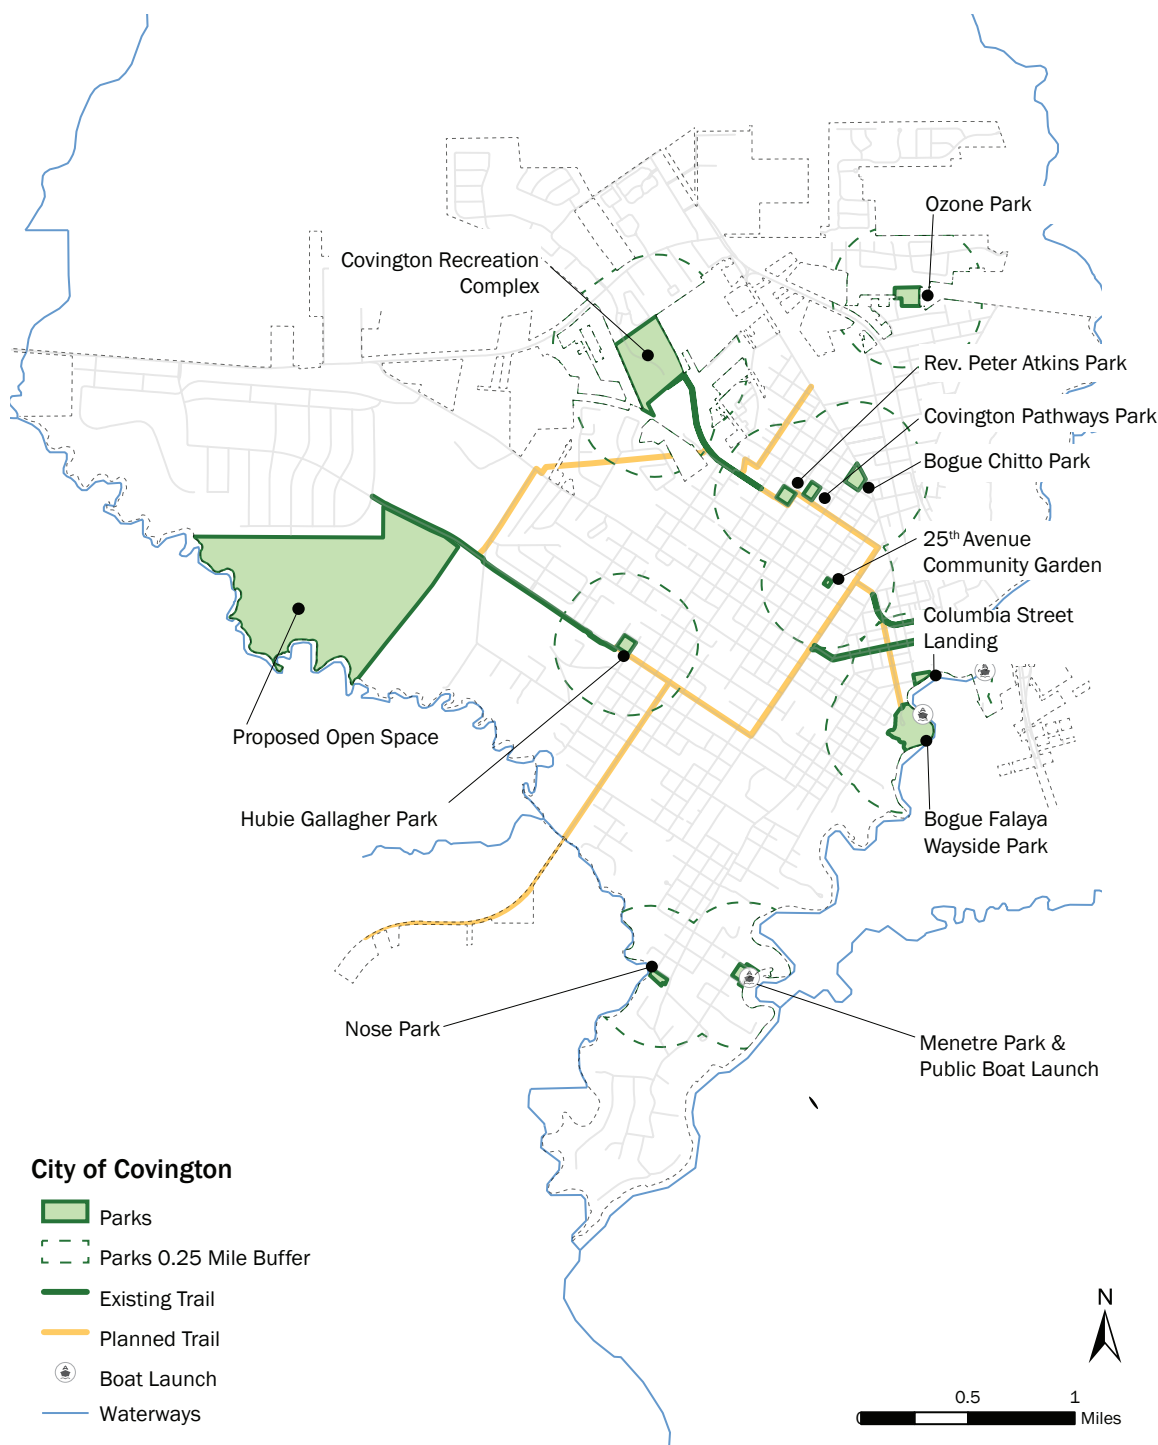 Ozone Park
Covington Recreation
Complex
Rev. Peter Atkins Park
Covington Pathways Park
Bogue Chitto Park
25th Avenue
Community Garden
Columbia Street
Landing
Proposed Open Space
Hubie Gallagher Park
Bogue Falaya
Wayside Park
Nose Park
Menetre Park &
Public Boat Launch
City of Covington
Parks
Parks 0.25 Mile Buffer
Existing Trail
Planned Trail
Boat Launch
Waterways
N
0.5 1
0 Miles